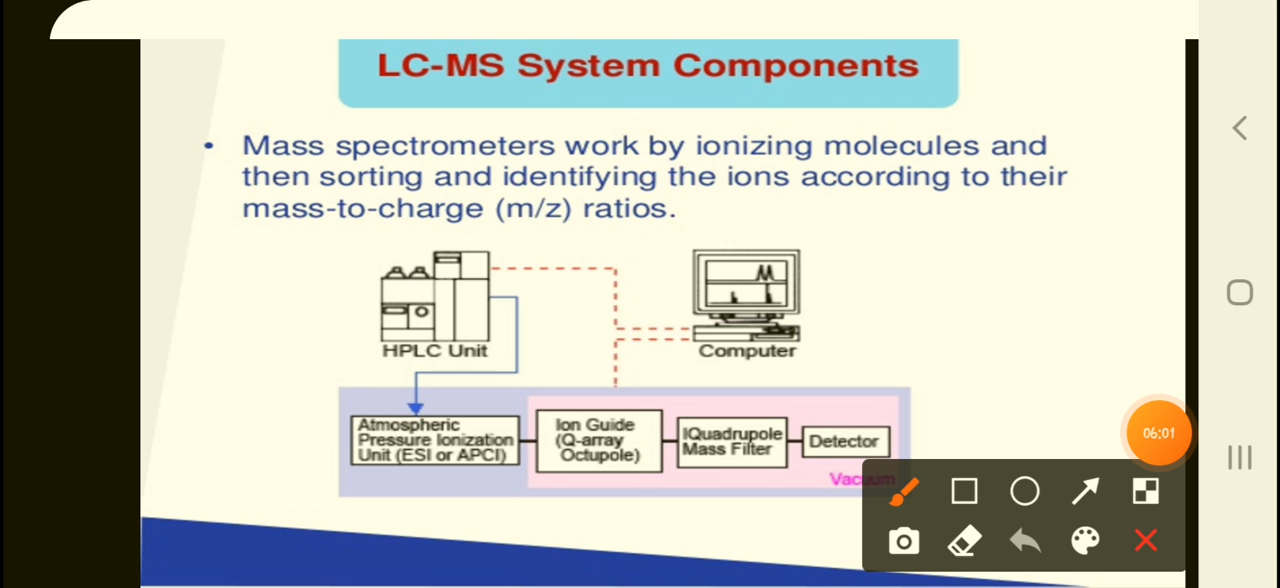 LC-MS System Components
• Mass spectrometers work by ionizing molecules and
then sorting and identifying the ions according to their
mass-to-charge (m/z) ratios.
HPLC Unit
Computer
Atmospheric
Pressure Ionization
Unit (ESI or APCI)
Ion Guide
(Q-array
Octupole)
IQuadrupole
Mass Filter
Detector
Vacuum
06:01